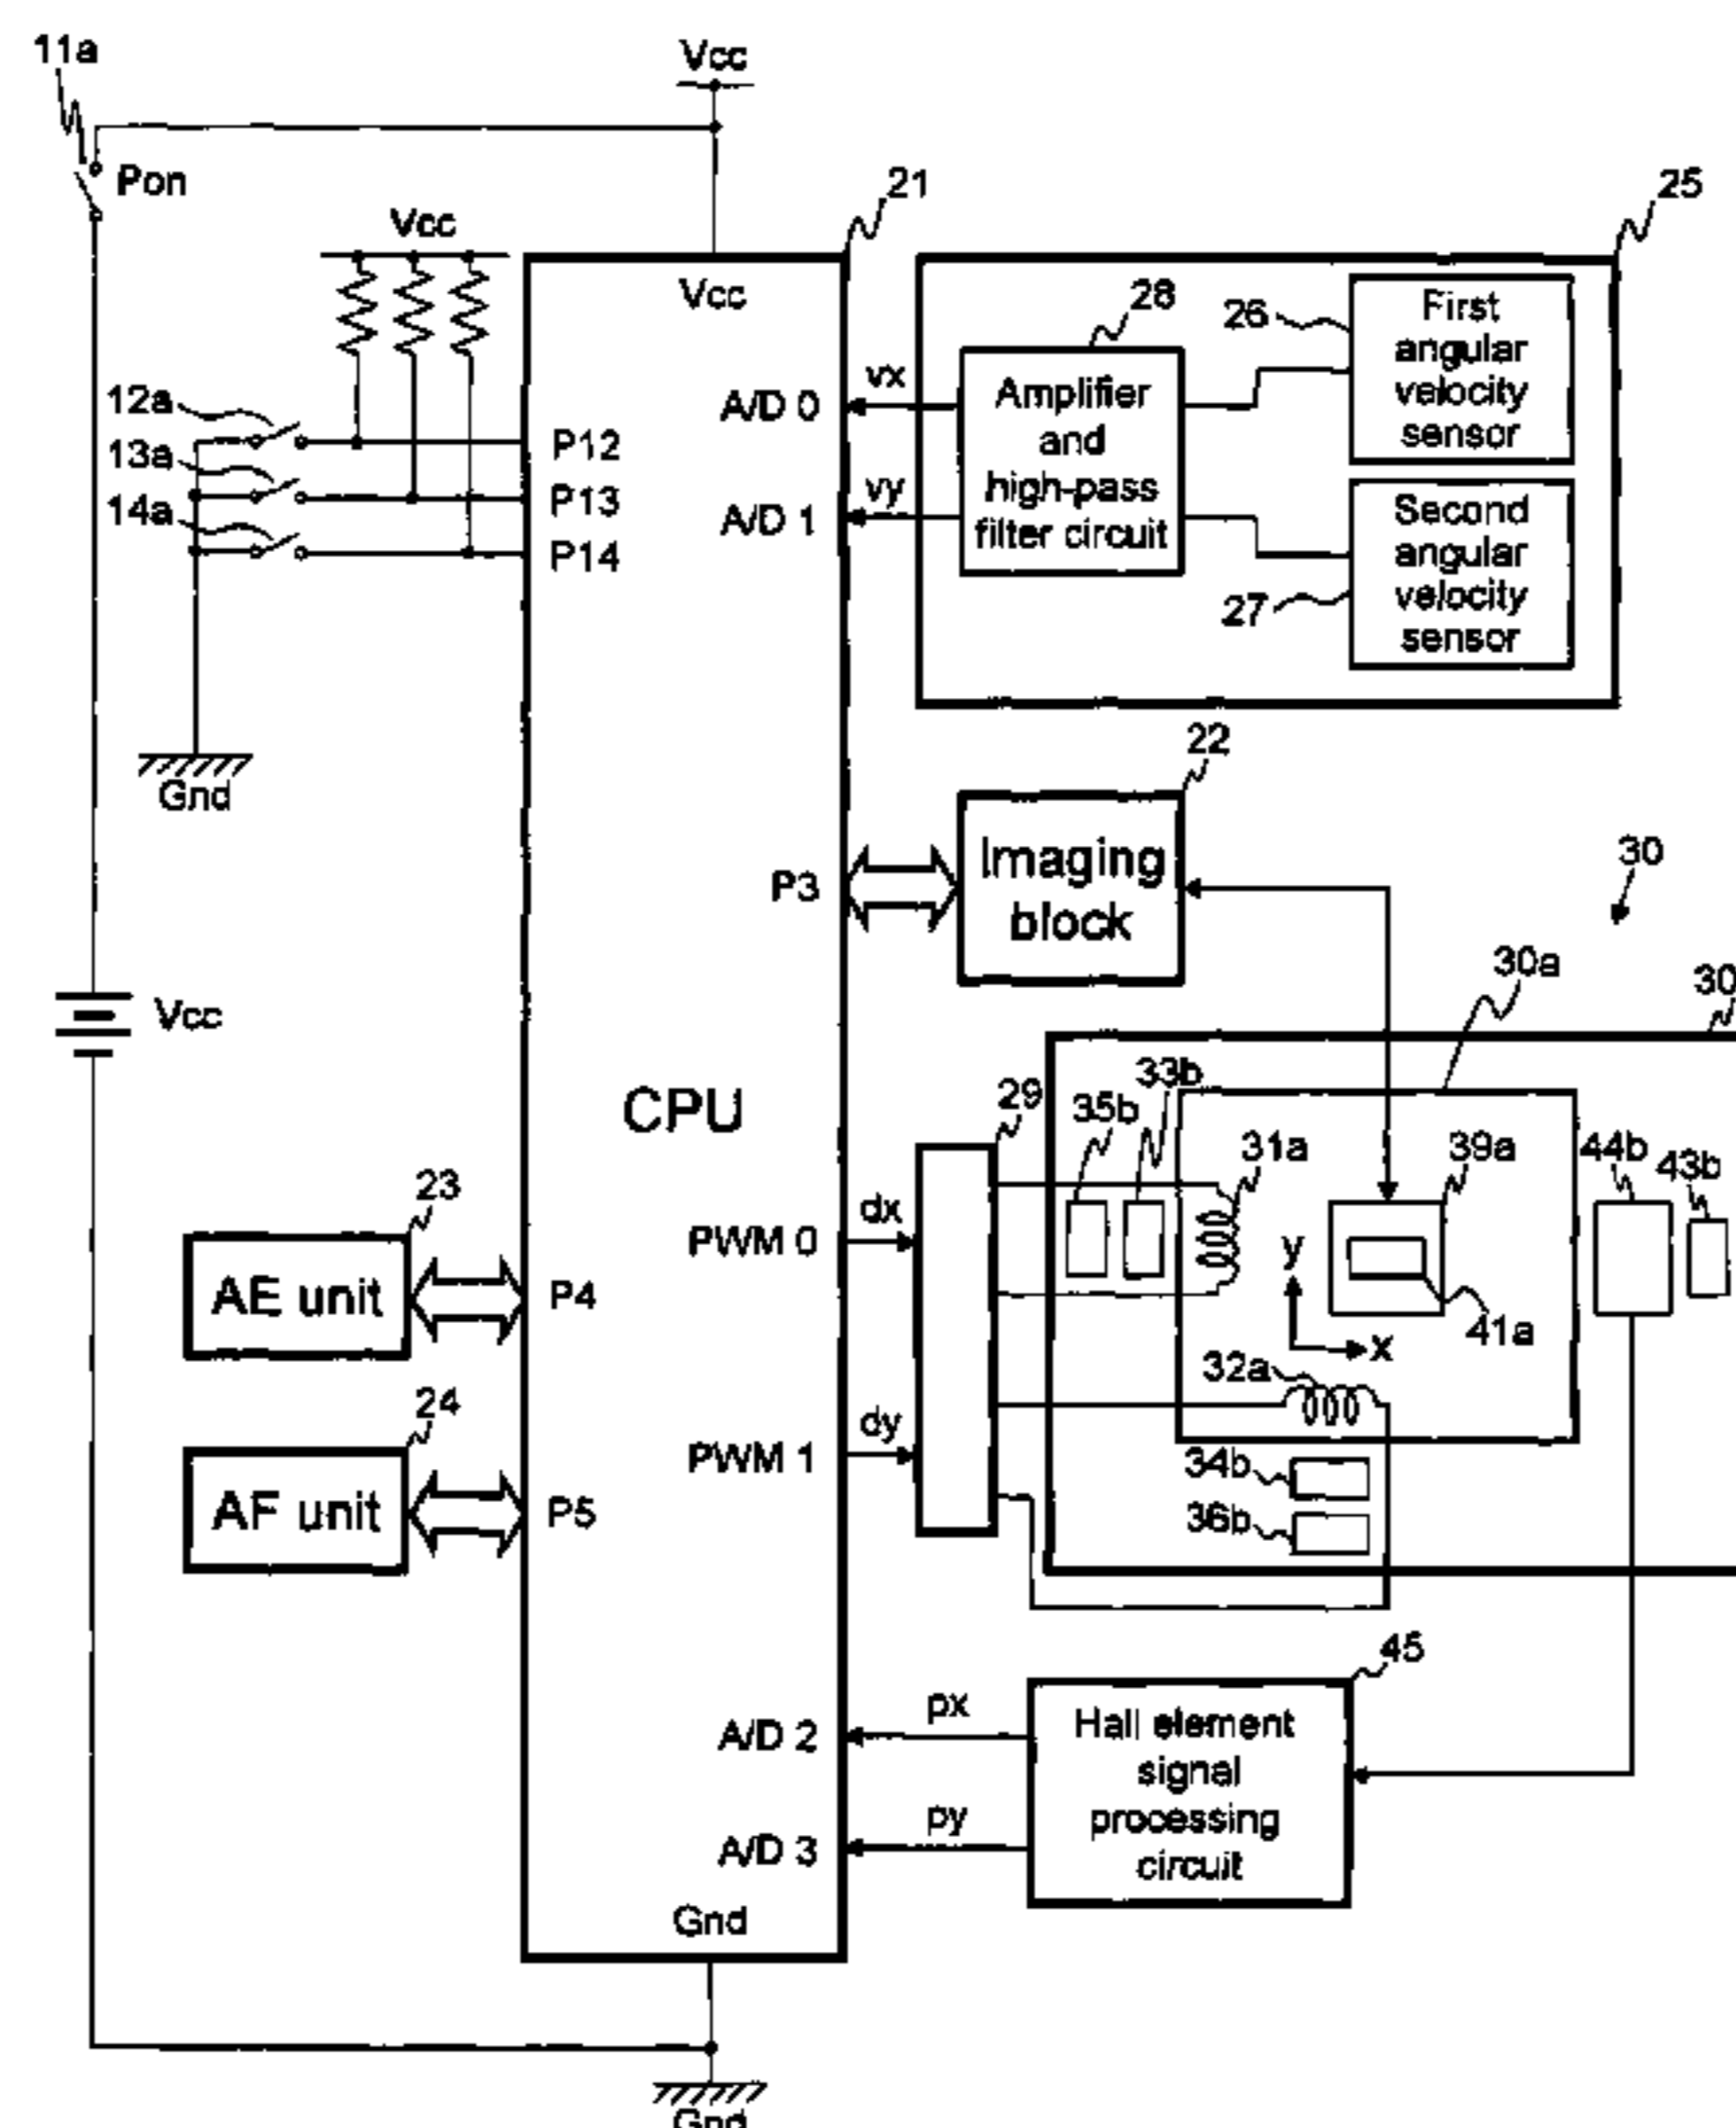 11a
Vcc
Pon
Vcc
21
25
Vcc
28
26
First
angular
velocity
sensor
12a
13a
14a
P12
P13
P14
A/D 0
A/D 1
vx
vy
Amplifier
and
high-pass
filter circuit
Second
angular
velocity
sensor
27
Gnd
22
P3
Imaging
block
30
30a
30
Vcc
CPU
29
35b
33b
31a
39a
44b
43b
23
AE unit
P4
PWM 0
dx
y
x
41a
32a
24
AF unit
P5
PWM 1
dy
34b
36b
45
A/D 2
px
A/D 3
py
Hall element
signal
processing
circuit
Gnd
Gnd